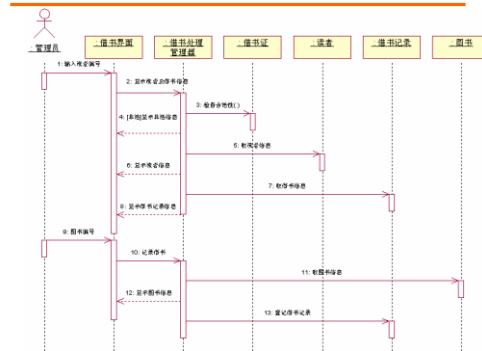 : 管理员
: 借书界面
: 借书处理
管理器
: 借书证
: 读者
: 借书记录
: 图书
1: 输入读者编号
2: 显示读者及借书信息
3: 检查合格性( )
4: [非法]显示非法信息
5: 取读者信息
6: 显示读者信息
7: 取借书信息
8: 显示借书记录信息
9: 图书编号
10: 记录借书
11: 取图书信息
12: 显示图书信息
13: 登记借书记录